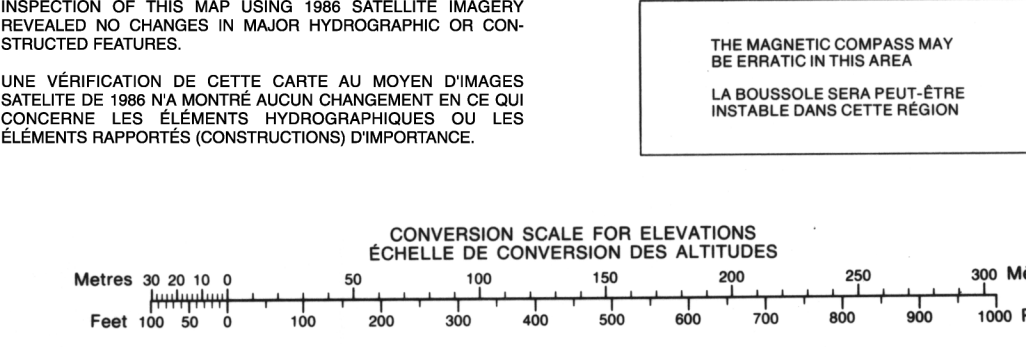 INSPECTION OF THIS MAP USING 1986 SATELLITE IMAGERY
REVEALED NO CHANGES IN MAJOR HYDROGRAPHIC OR CON-
STRUCTED FEATURES.
UNE VÉRIFICATION DE CETTE CARTE AU MOYEN D'IMAGES
SATELITE DE 1986 N'A MONTRÉ AUCUN CHANGEMENT EN CE QUI
CONCERNE LES ÉLÉMENTS HYDROGRAPHIQUES OU LES
ÉLÉMENTS RAPPORTÉS (CONSTRUCTIONS) D'IMPORTANCE.
THE MAGNETIC COMPASS MAY
BE ERRATIC IN THIS AREA
LA BOUSSOLE SERA PEUT-ÊTRE
INSTABLE DANS CETTE RÉGION
CONVERSION SCALE FOR ELEVATIONS
ÉCHELLE DE CONVERSION DES ALTITUDES
Metres 30 20 10 0 50 100 150 200 250 300
Feet 100 50 0 100 200 300 400 500 600 700 800 900 1000